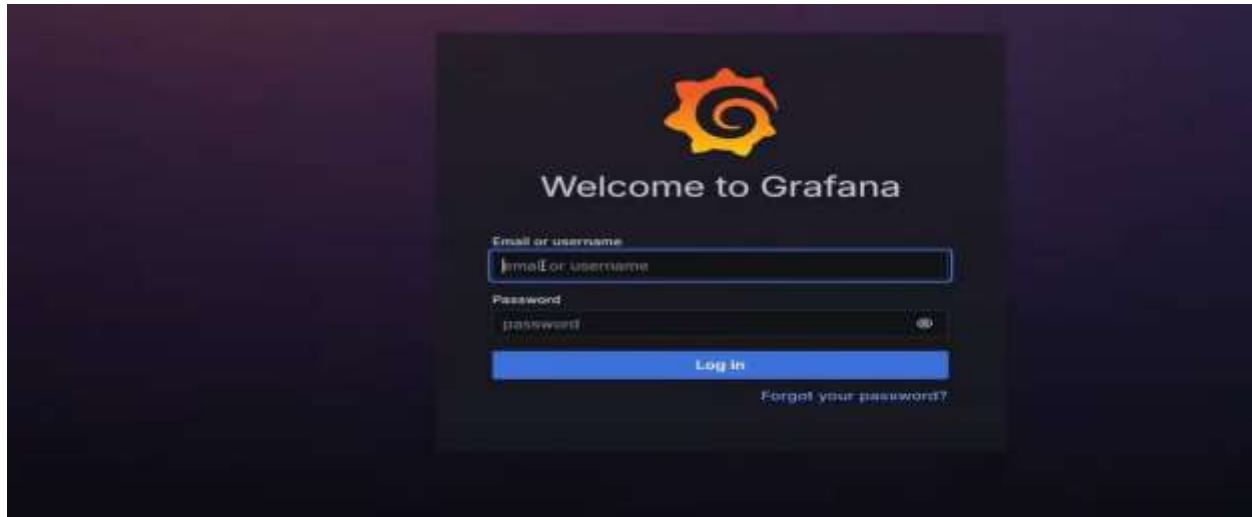 Welcome to Grafana
Email or username
email or username
Password
password
Log in
Forgot your password?